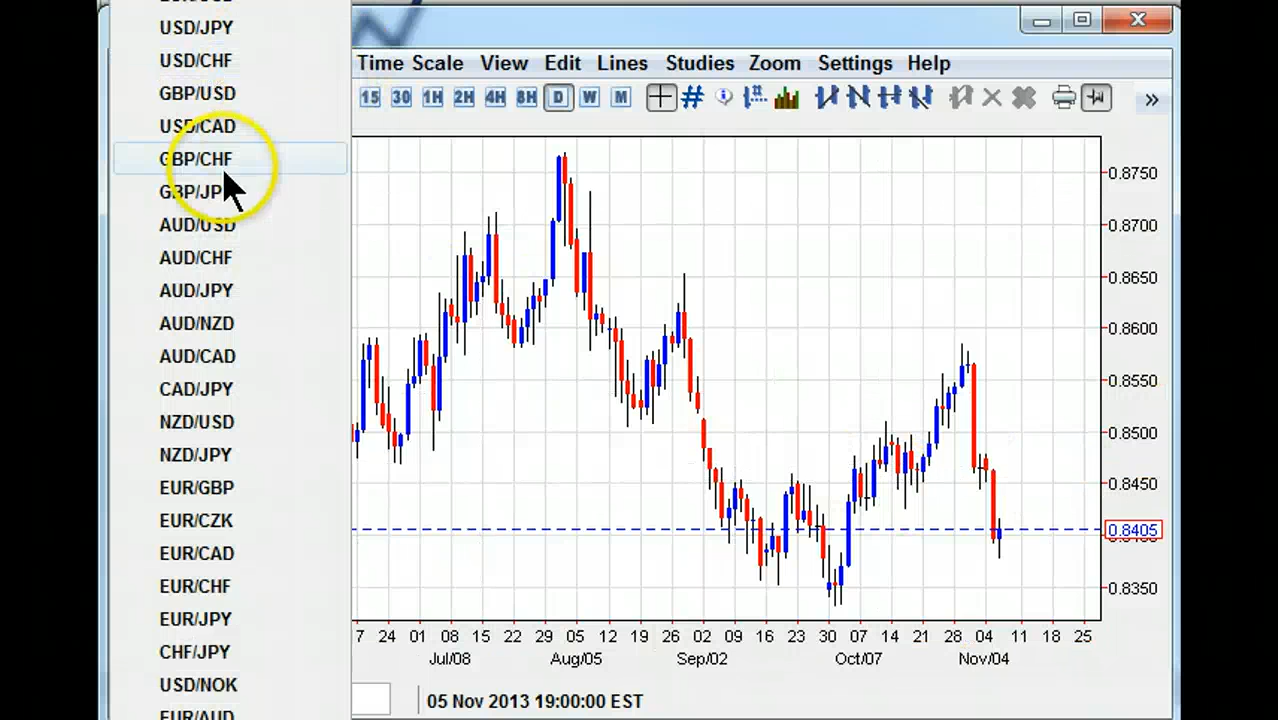 USD/JPY
USD/CHF
GBP/USD
USD/CAD
GBP/CHF
GBP/JP
AUD/USD
AUD/CHF
AUD/JPY
AUD/NZD
AUD/CAD
CAD/JPY
NZD/USD
NZD/JPY
EUR/GBP
EUR/CZK
EUR/CAD
EUR/CHF
EUR/JPY
CHF/JPY
USD/NOK
EUR/AUD
Time Scale View Edit Lines Studies Zoom Settings Help
15 30 1H 2H 4H 8H D W M
0.8750
0.8700
0.8650
0.8600
0.8550
0.8500
0.8450
0.8405
0.8350
7 24 01 08 15 22 29 05 12 19 26 02 09 16 23 30 07 14 21 28 04 11 18 25
Jul/08 Aug/05 Sep/02 Oct/07 Nov/04
05 Nov 2013 19:00:00 EST